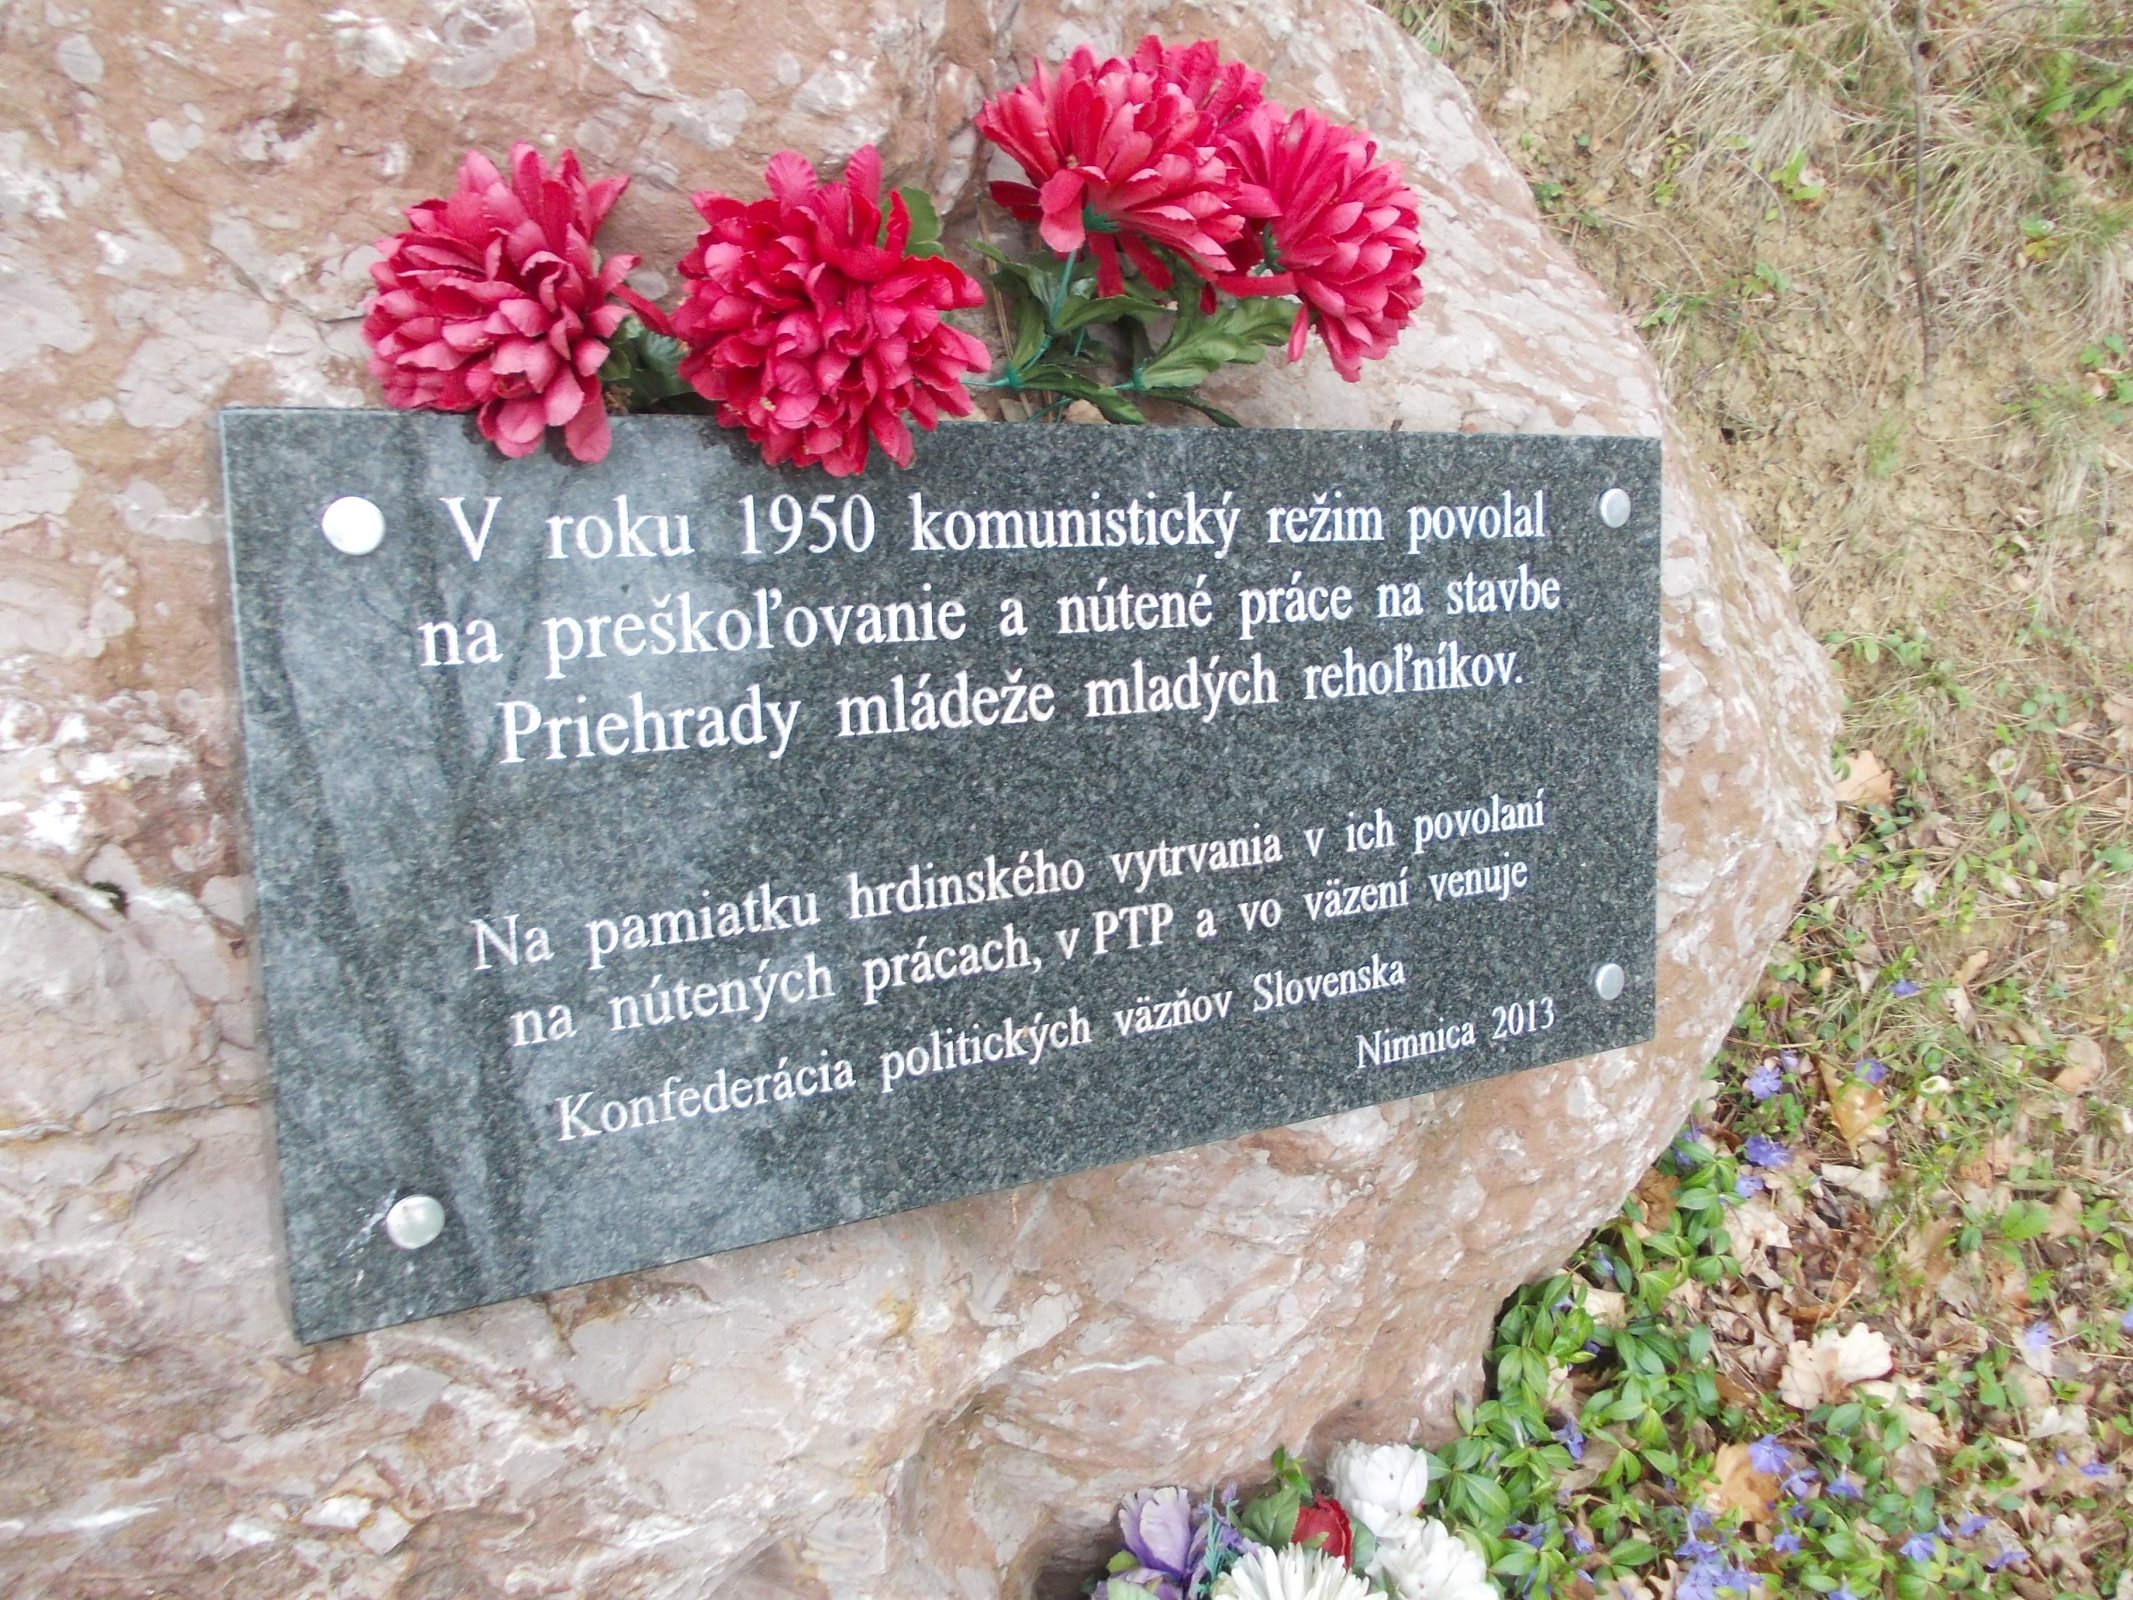 V roku 1950 komunistický režim povolal
na preškoľovanie a nútené práce na stavbe
Priehrady mládeže mladých rehoľníkov.
Na pamiatku hrdinského vytrvania v ich povolaní
na nútených prácach, v PTP a vo väzení venuje
Konfederácia politických väzňov Slovenska
Nimnica 2013